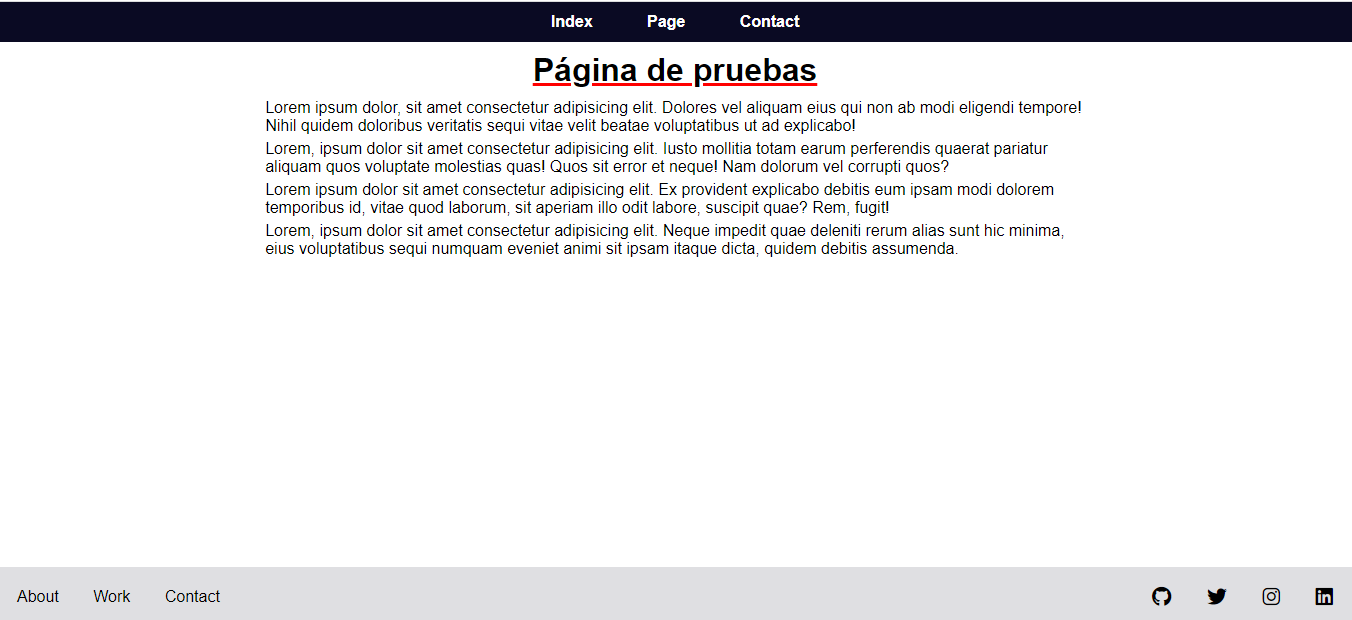 Index Page Contact
Página de pruebas
Lorem ipsum dolor, sit amet consectetur adipisicing elit. Dolores vel aliquam eius qui non ab modi eligendi tempore!
Nihil quidem doloribus veritatis sequi vitae velit beatae voluptatibus ut ad explicabo!
Lorem, ipsum dolor sit amet consectetur adipisicing elit. Iusto mollitia totam earum perferendis quaerat pariatur
aliquam quos voluptate molestias quas! Quos sit error et neque! Nam dolorum vel corrupti quos?
Lorem ipsum dolor sit amet consectetur adipisicing elit. Ex provident explicabo debitis eum ipsam modi dolorem
temporibus id, vitae quod laborum, sit aperiam illo odit labore, suscipit quae? Rem, fugit!
Lorem, ipsum dolor sit amet consectetur adipisicing elit. Neque impedit quae deleniti rerum alias sunt hic minima,
eius voluptatibus sequi numquam eveniet animi sit ipsam itaque dicta, quidem debitis assumenda.
About Work Contact